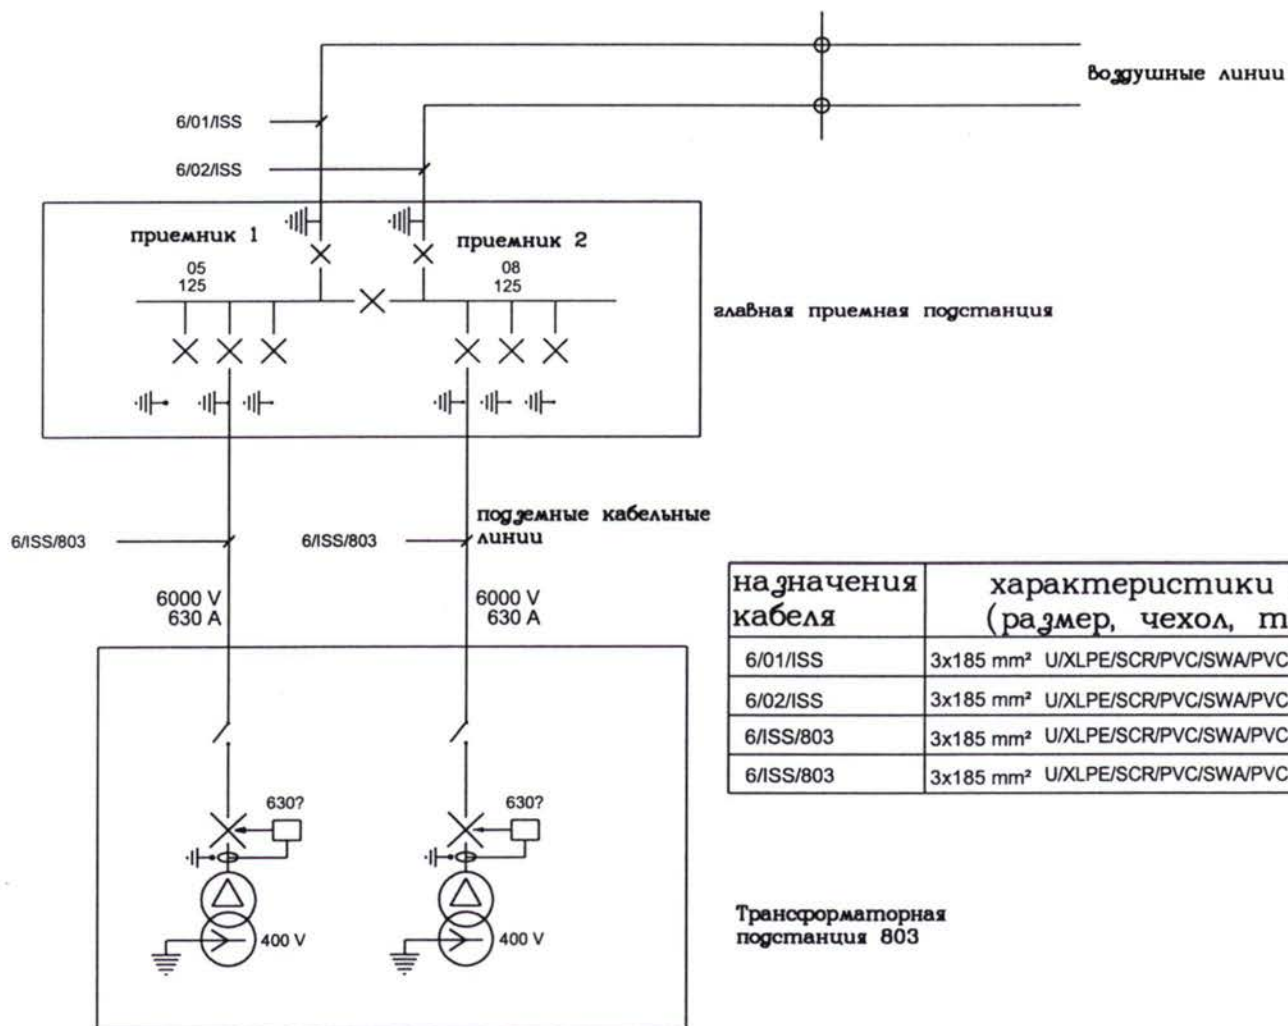 воздушные линии
6/01/ISS
6/02/ISS
приемник 1
приемник 2
05
125
08
125
главная приемная подстанция
подземные кабельные
линии
6/ISS/803
6/ISS/803
6000 V
630 A
6000 V
630 A
назначения
кабеля
характеристики
(размер, чехол, т
6/01/ISS
3x185 mm² U/XLPE/SCR/PVC/SWA/PVC
6/02/ISS
3x185 mm² U/XLPE/SCR/PVC/SWA/PVC
6/ISS/803
3x185 mm² U/XLPE/SCR/PVC/SWA/PVC
6/ISS/803
3x185 mm² U/XLPE/SCR/PVC/SWA/PVC
630?
630?
400 V
400 V
Трансформаторная
подстанция 803